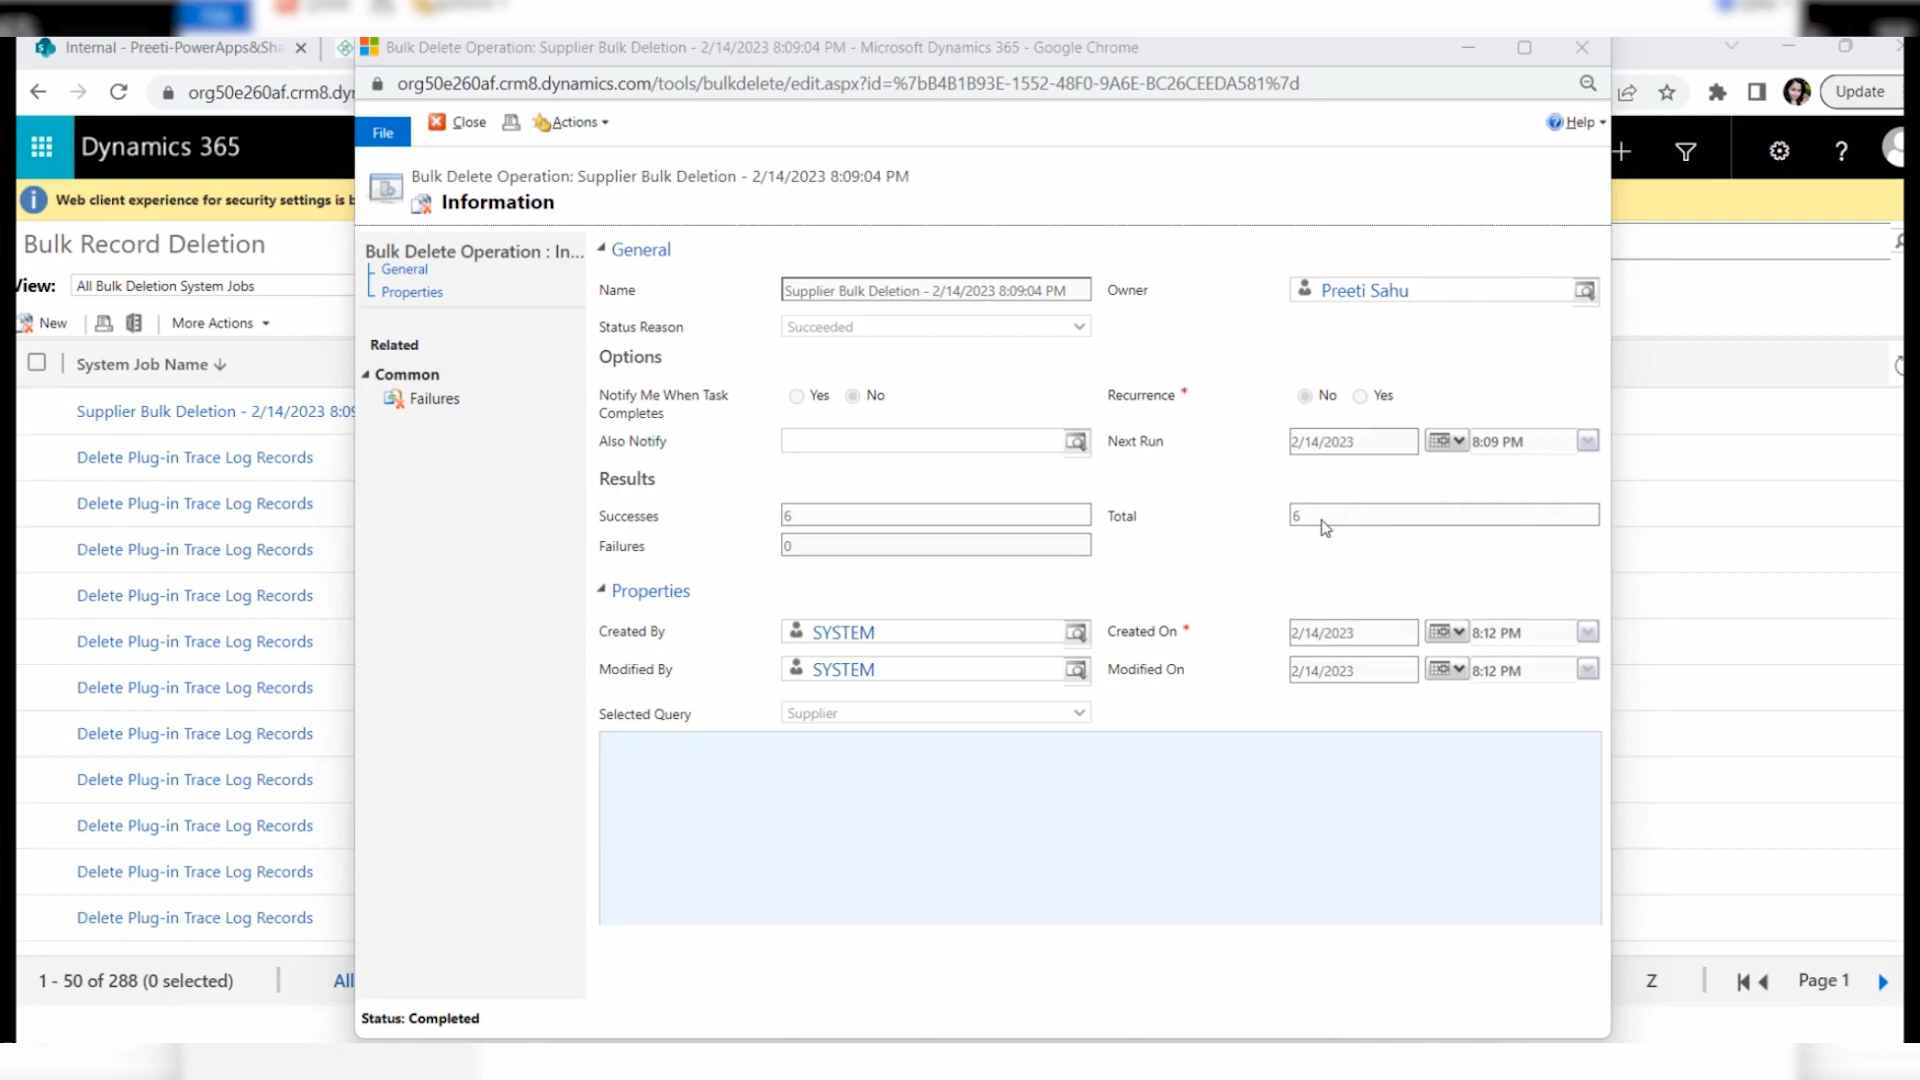 Internal - Preeti-PowerApps&Sha
Bulk Delete Operation: Supplier Bulk Deletion - 2/14/2023 8:09:04 PM - Microsoft Dynamics 365 - Google Chrome
org50e260af.crm8.dyn
org50e260af.crm8.dynamics.com/tools/bulkdelete/edit.aspx?id=%7bB4B1B93E-1552-48F0-9A6E-BC26CEEDA581%7d
Update
File
Close
Actions
Help
Dynamics 365
Web client experience for security settings is b
Bulk Delete Operation: Supplier Bulk Deletion - 2/14/2023 8:09:04 PM
Information
Bulk Record Deletion
View: All Bulk Deletion System Jobs
New
More Actions
System Job Name
Supplier Bulk Deletion - 2/14/2023 8:09
Delete Plug-in Trace Log Records
Delete Plug-in Trace Log Records
Delete Plug-in Trace Log Records
Delete Plug-in Trace Log Records
Delete Plug-in Trace Log Records
Delete Plug-in Trace Log Records
Delete Plug-in Trace Log Records
Delete Plug-in Trace Log Records
Delete Plug-in Trace Log Records
Delete Plug-in Trace Log Records
Delete Plug-in Trace Log Records
1 - 50 of 288 (0 selected)
All
Bulk Delete Operation : In...
General
Properties
Related
Common
Failures
General
Name Supplier Bulk Deletion - 2/14/2023 8:09:04 PM Owner Preeti Sahu
Status Reason Succeeded
Options
Notify Me When Task Completes Yes No Recurrence * No Yes
Also Notify Next Run 2/14/2023 8:09 PM
Results
Successes 6 Total 6
Failures 0
Properties
Created By SYSTEM Created On * 2/14/2023 8:12 PM
Modified By SYSTEM Modified On 2/14/2023 8:12 PM
Selected Query Supplier
Status: Completed
Z
Page 1